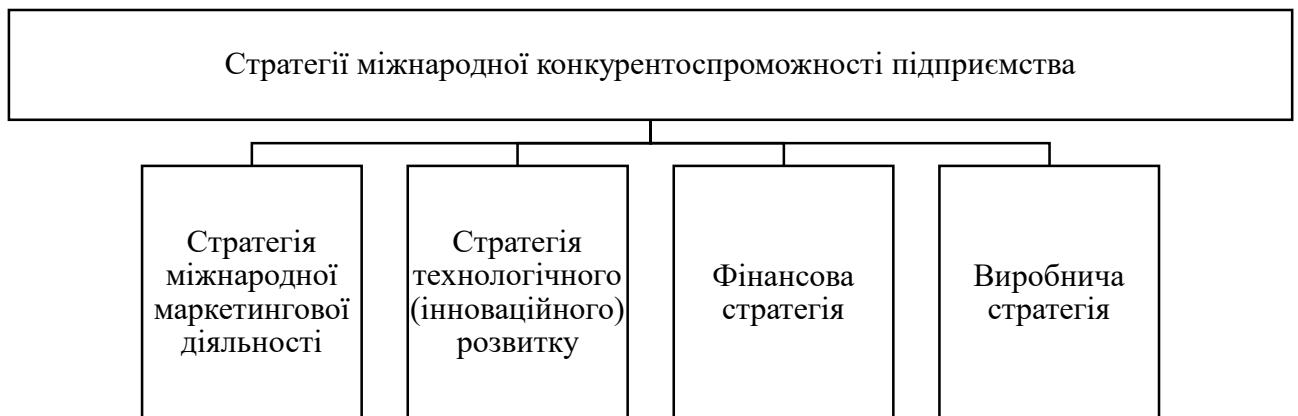 Стратегії міжнародної конкурентоспроможності підприємства
Стратегія
міжнародної
маркетингової
діяльності
Стратегія
технологічного
(інноваційного)
розвитку
Фінансова
стратегія
Виробнича
стратегія